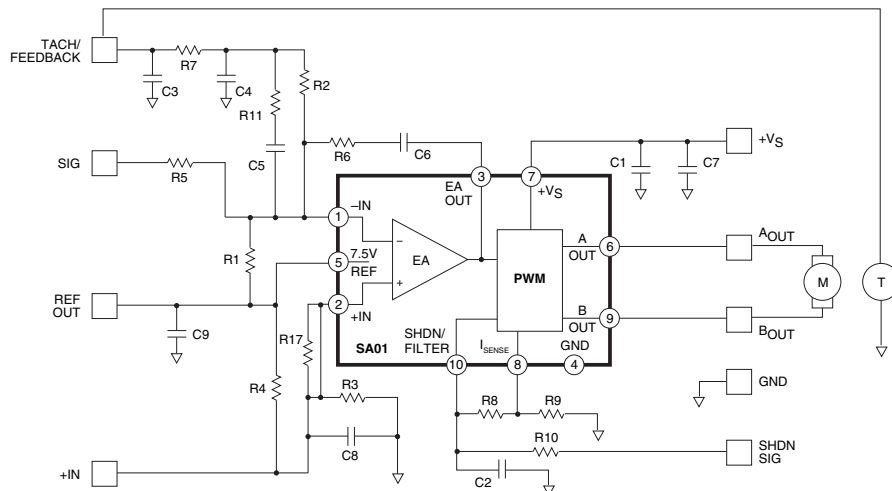 TACH/
FEEDBACK
R7
C3
C4
R11
R2
C5
R6
C6
SIG
R5
+VS
C1
C7
3
7
EA
OUT
+VS
1
–IN
R1
5
7.5V
REF
EA
–
+
PWM
A
OUT
6
AOUT
M
T
REF
OUT
2
+IN
B
OUT
9
BOUT
C9
R17
SHDN/
FILTER
SA01
ISENSE
GND
10
8
4
R4
R3
R8
R9
GND
C8
R10
SHDN
SIG
+IN
C2